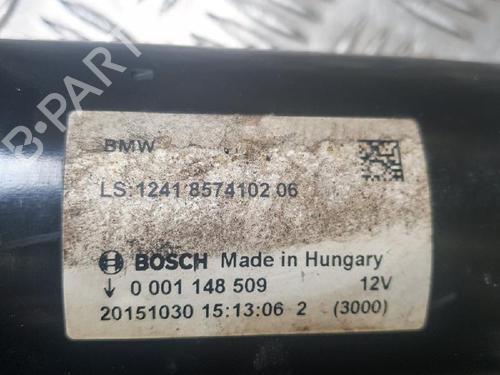 B-PARTS
BMW
LS 1241 8574102 06
BOSCH Made in Hungary
0 001 148 509 12V
20151030 15:13:06 2 (3000)